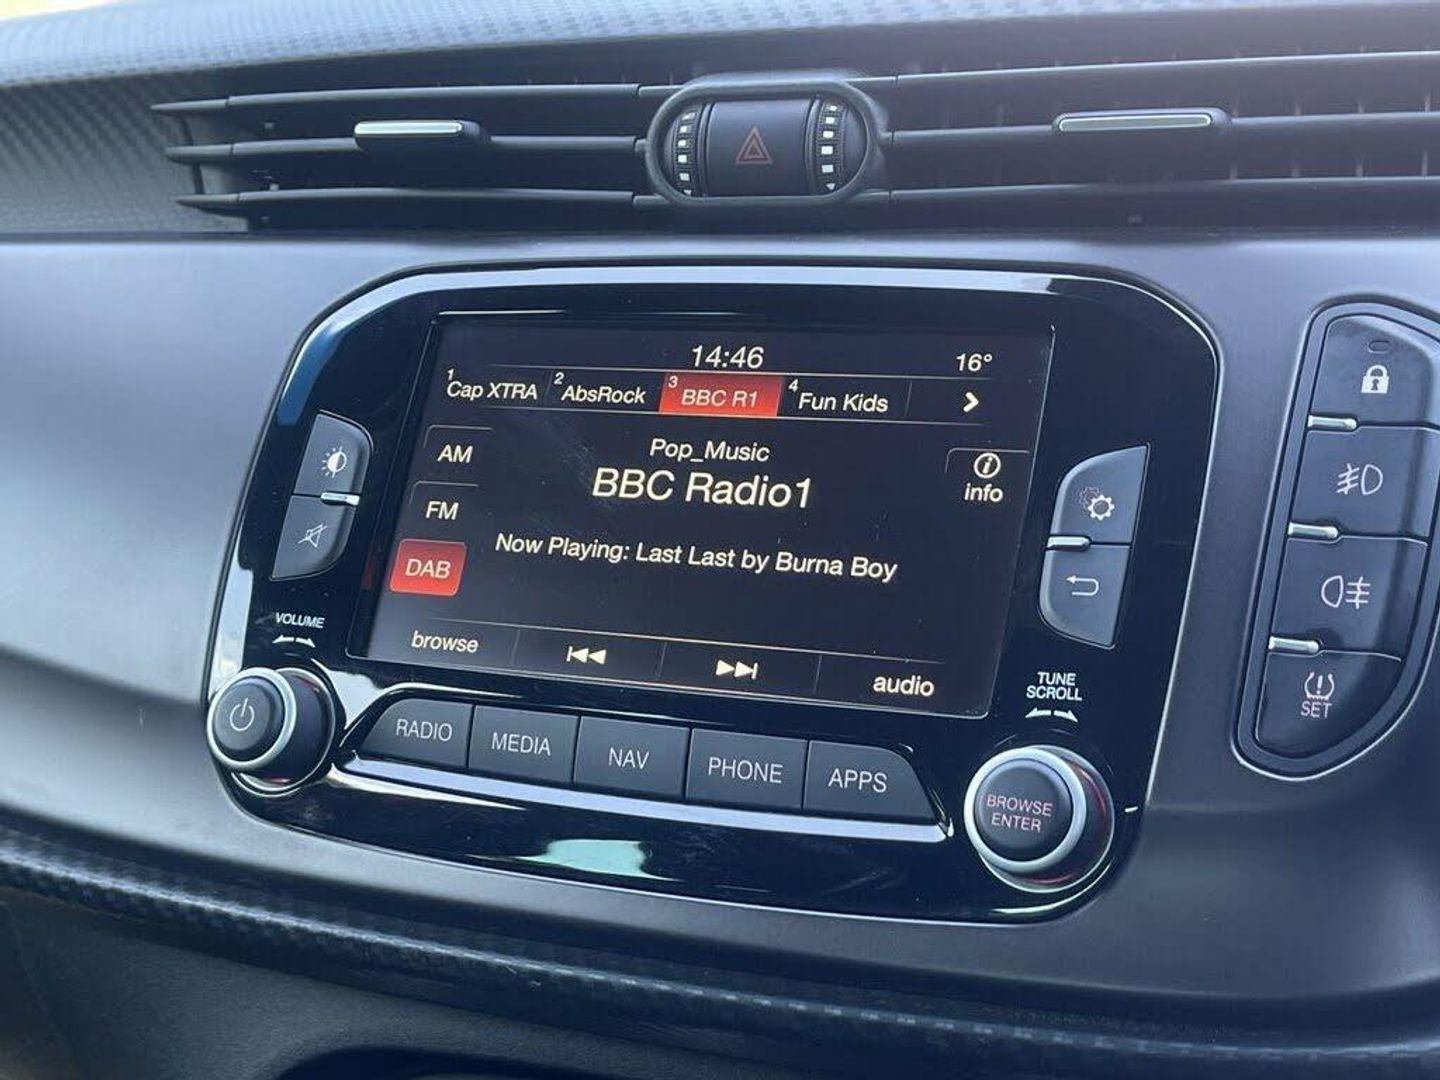 14:46 16°
1 Cap XTRA 2 AbsRock 3 BBC R1 4 Fun Kids
AM
Pop_Music
BBC Radio1
info
FM
Now Playing: Last Last by Burna Boy
DAB
browse
audio
VOLUME
TUNE
SCROLL
RADIO MEDIA NAV PHONE APPS
BROWSE
ENTER
SET